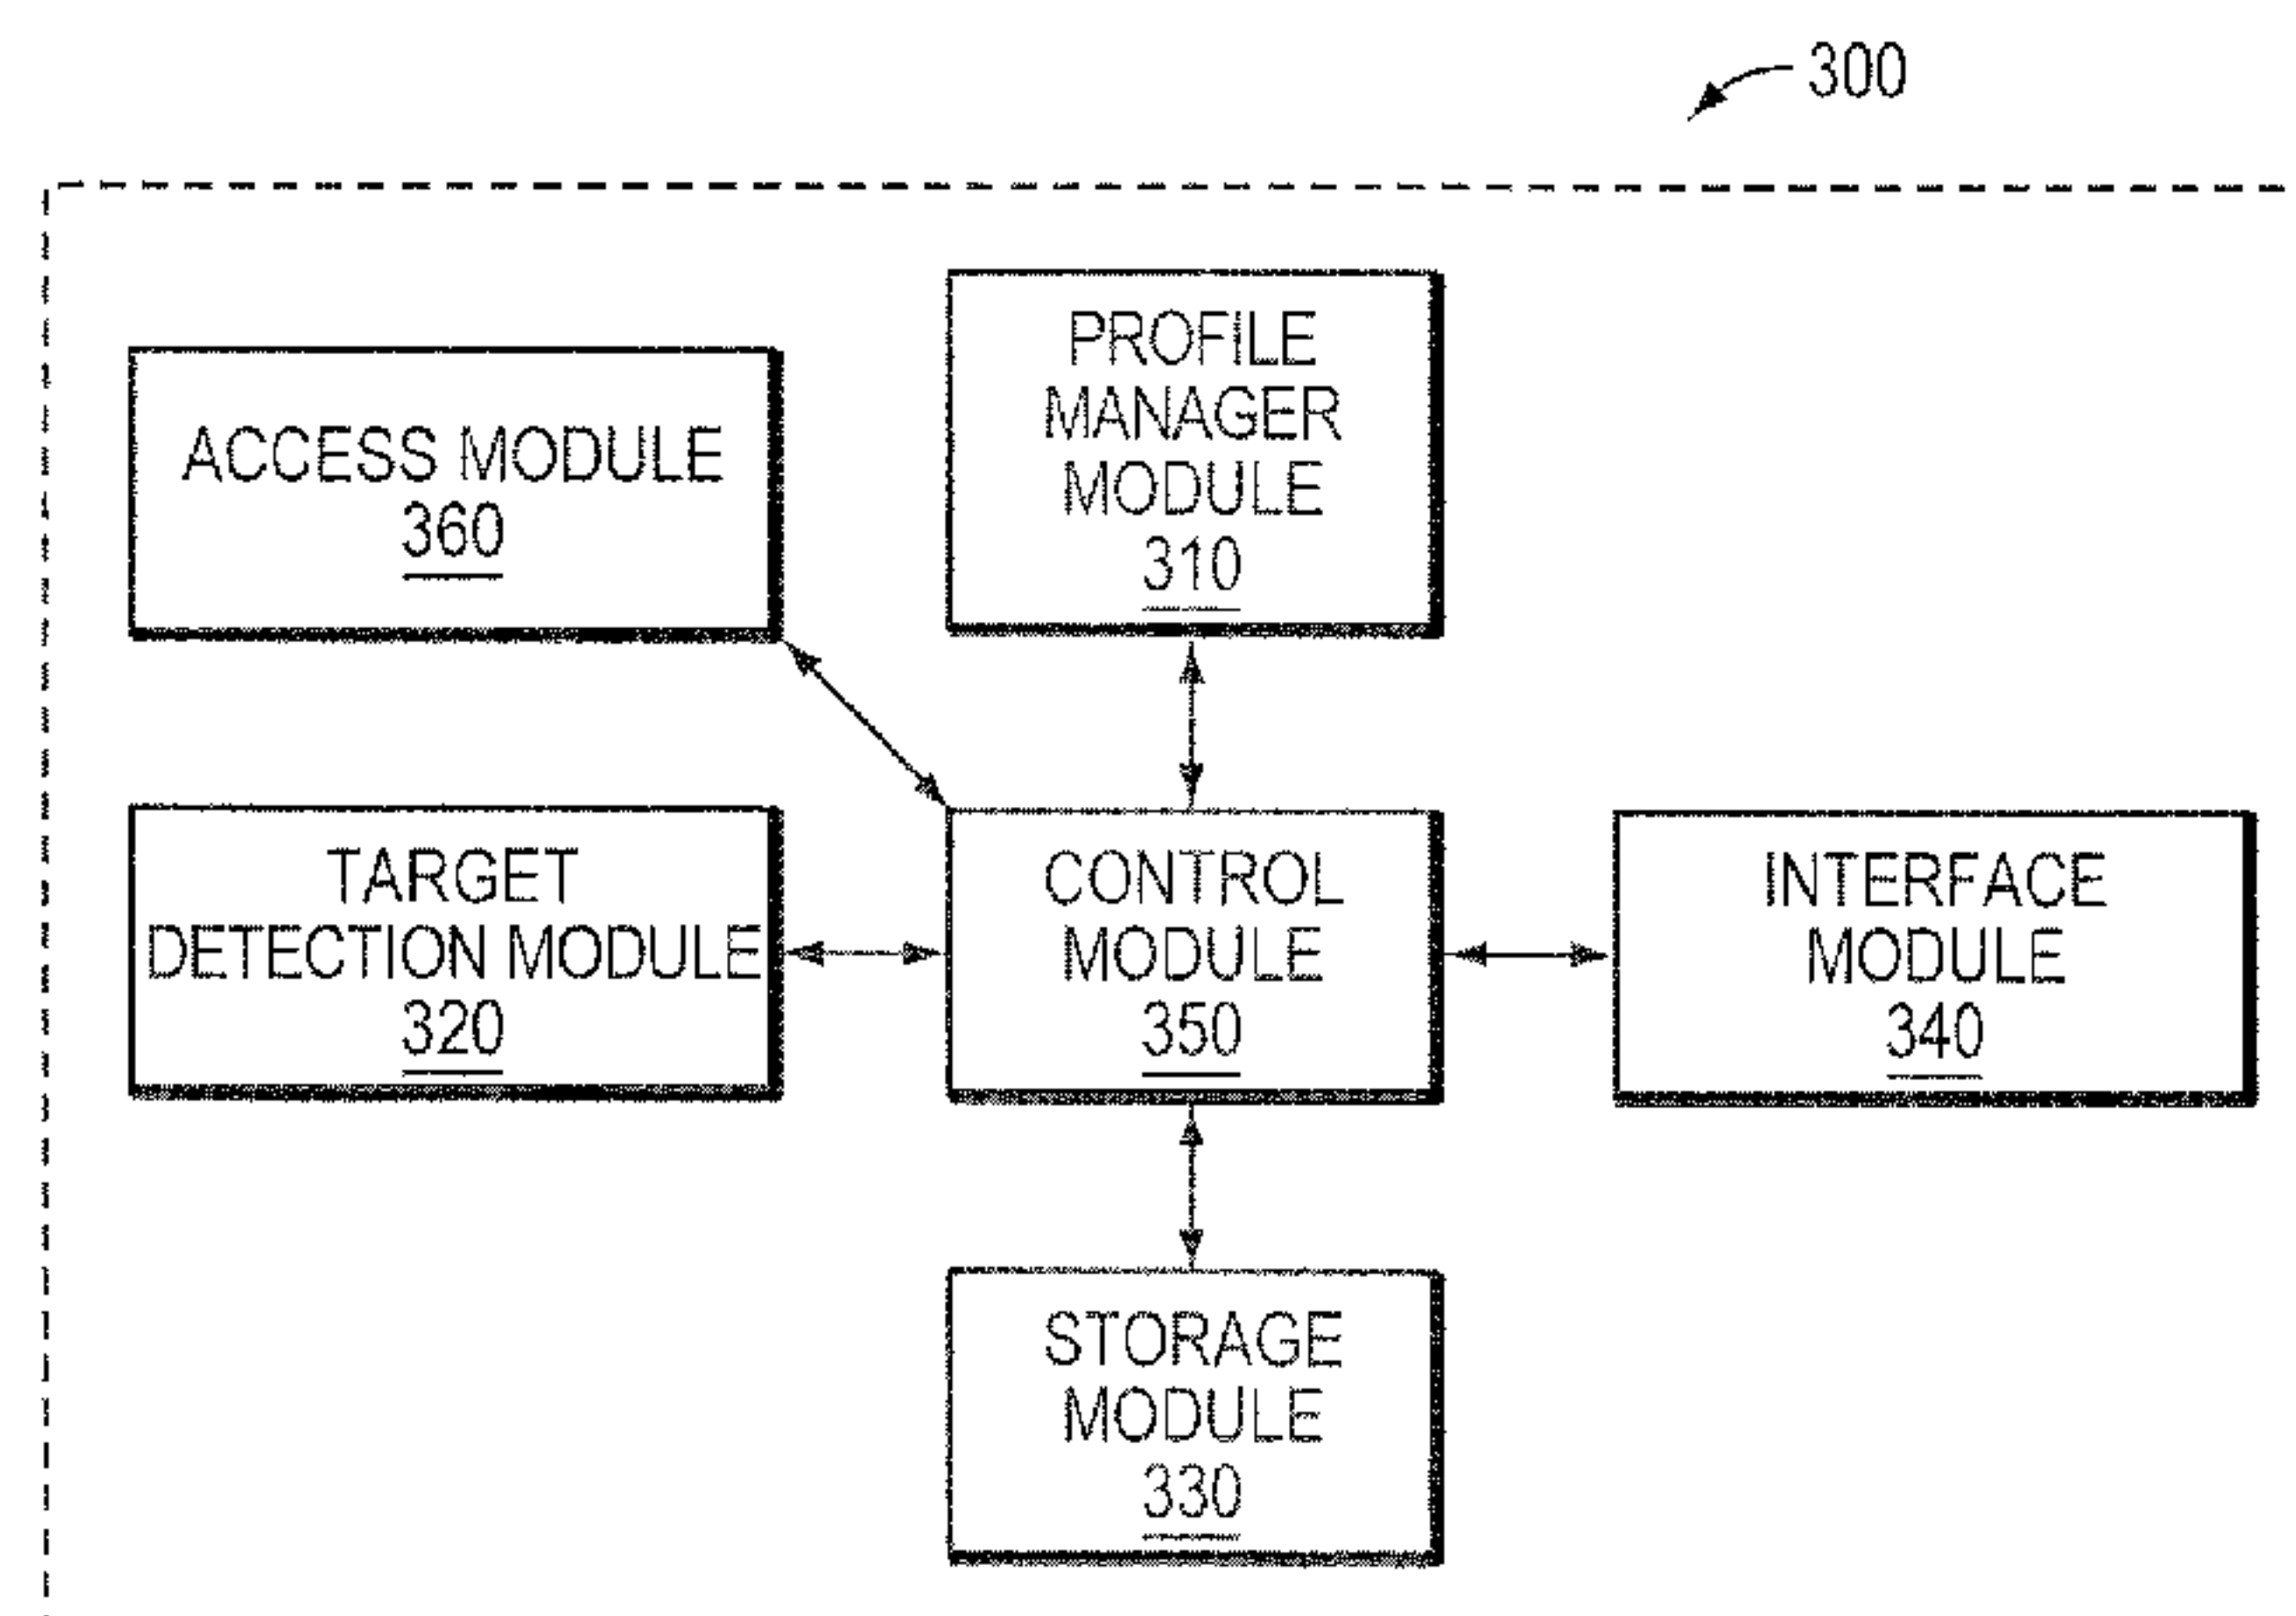 300
ACCESS MODULE
360
PROFILE
MANAGER
MODULE
310
TARGET
DETECTION MODULE
320
CONTROL
MODULE
350
INTERFACE
MODULE
340
STORAGE
MODULE
330